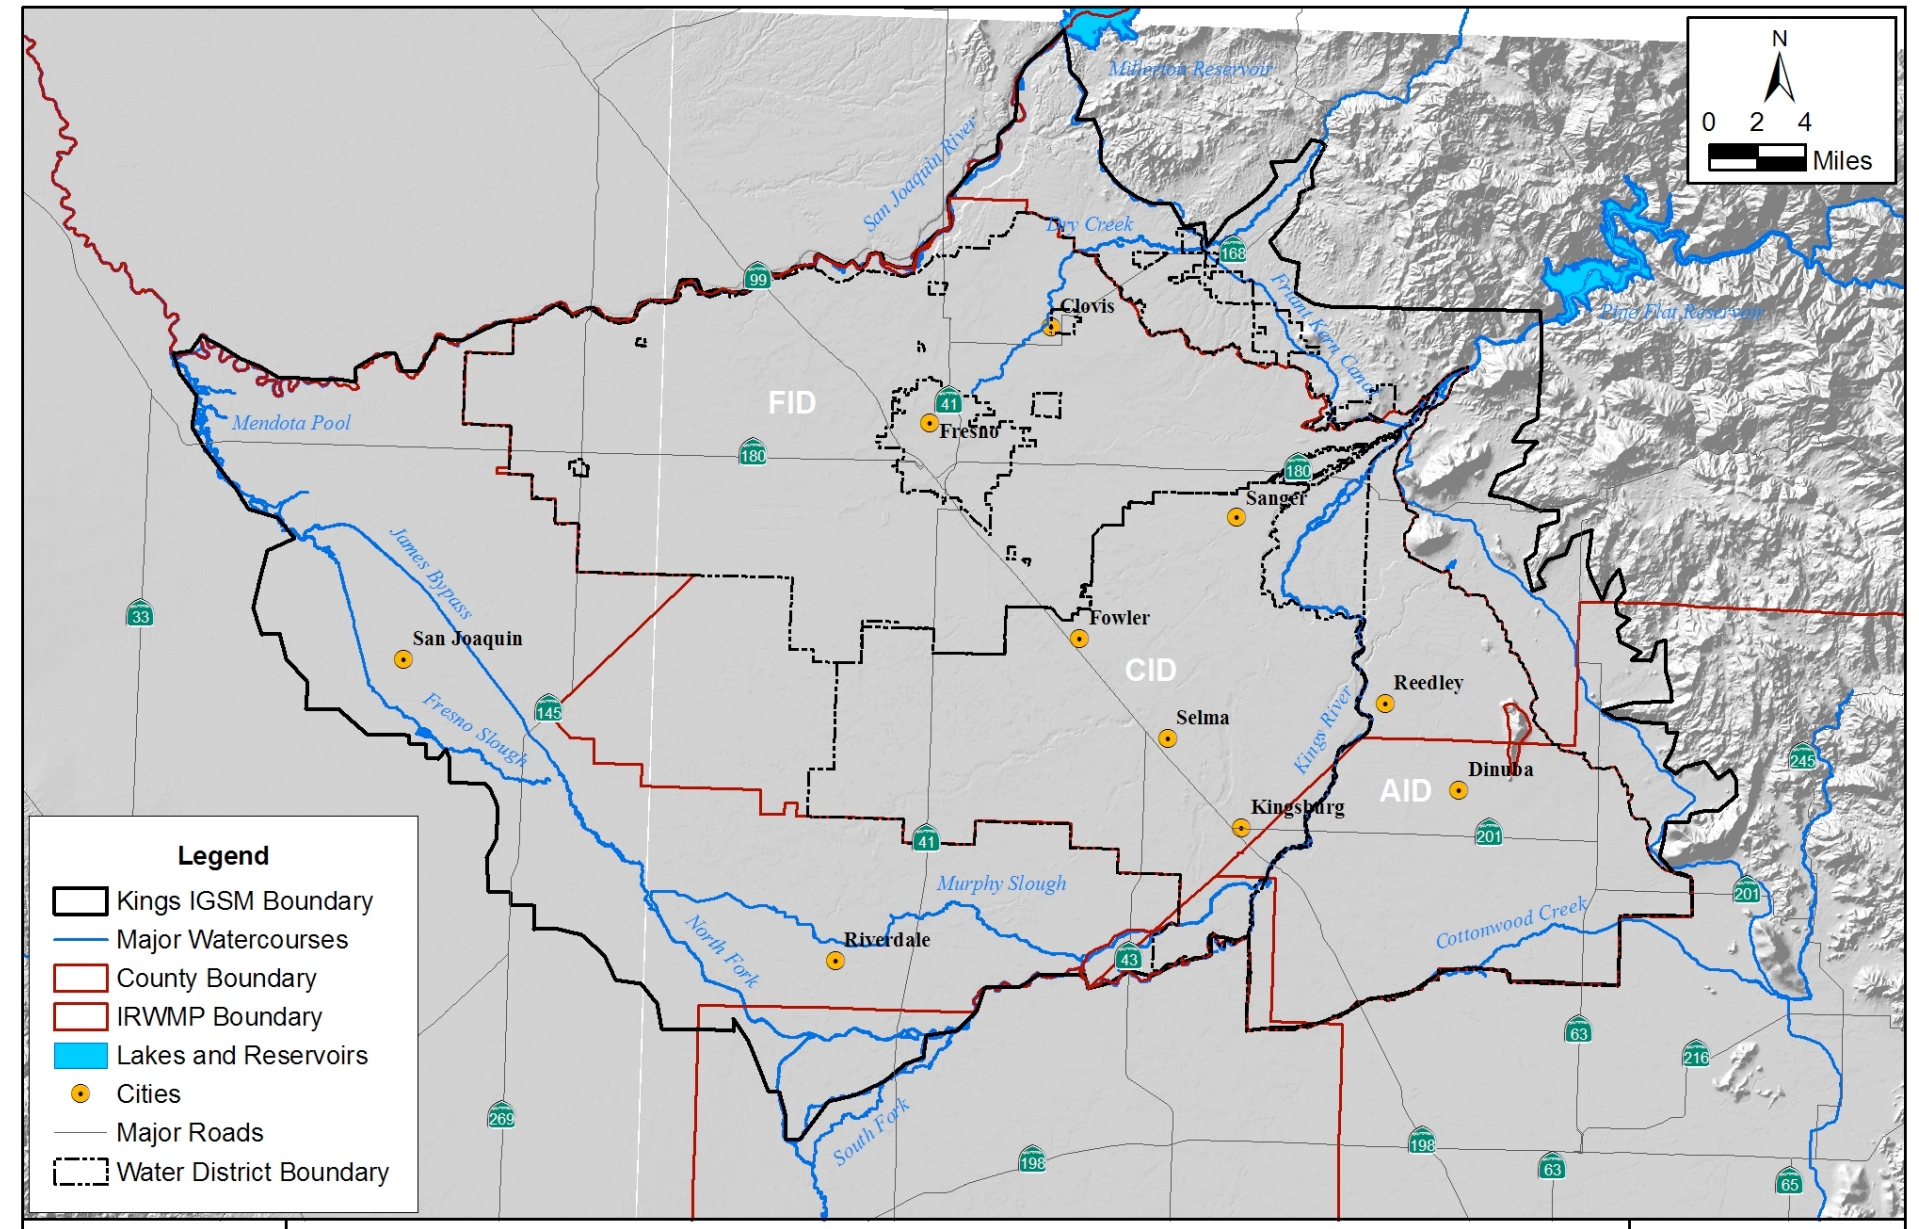 N
0 2 4
Miles
Millerton Reservoir
San Joaquin River
Dry Creek
168
99
Friant Kern Canal
Pine Flat Reservoir
Clovis
FID
41
Fresno
Mendota Pool
180
180
Sanger
James Bypass
33
San Joaquin
Fowler
CID
145
Fresno Slough
Selma
Kings River
Reedley
245
Dinuba
AID
Kingsburg
41
201
Murphy Slough
201
Riverdale
North Fork
43
Cottonwood Creek
63
216
269
South Fork
198
198
63
65
Legend
Kings IGSM Boundary
Major Watercourses
County Boundary
IRWMP Boundary
Lakes and Reservoirs
Cities
Major Roads
Water District Boundary